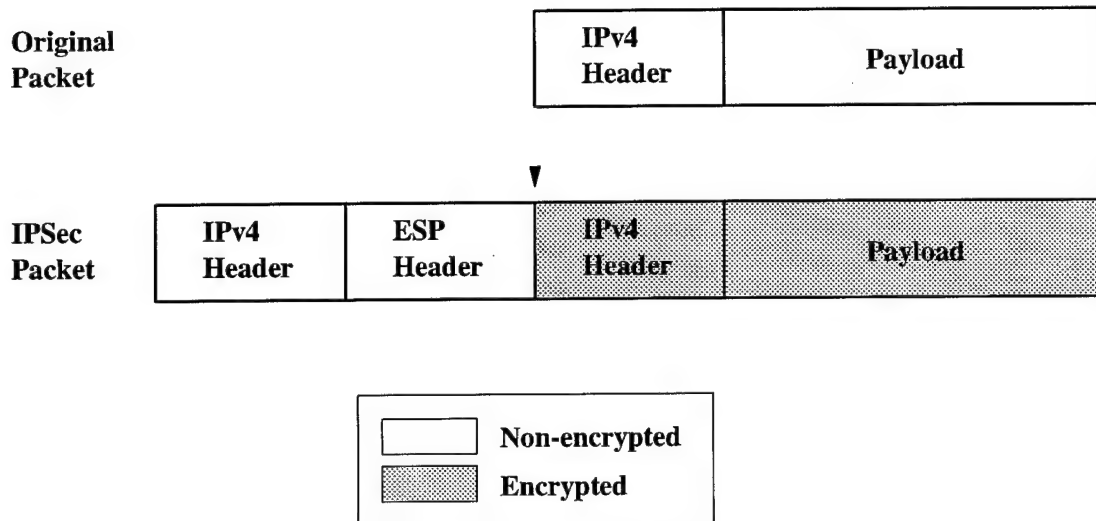 Original
Packet
IPv4
Header
Payload
IPSec
Packet
IPv4
Header
ESP
Header
IPv4
Header
Payload
Non-encrypted
Encrypted